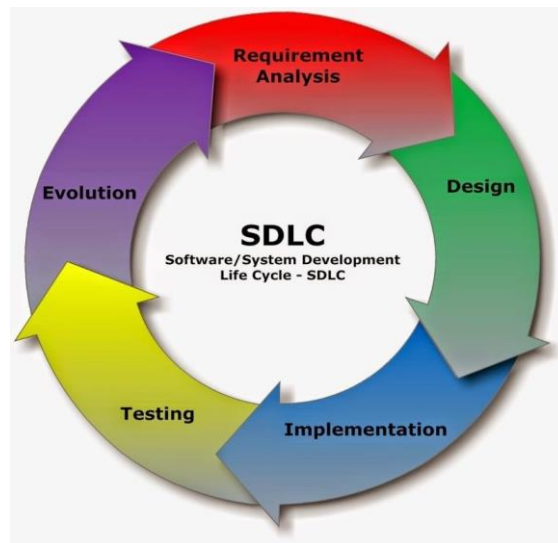 Requirement
Analysis
Design
Evolution
SDLC
Software/System Development
Life Cycle - SDLC
Testing
Implementation